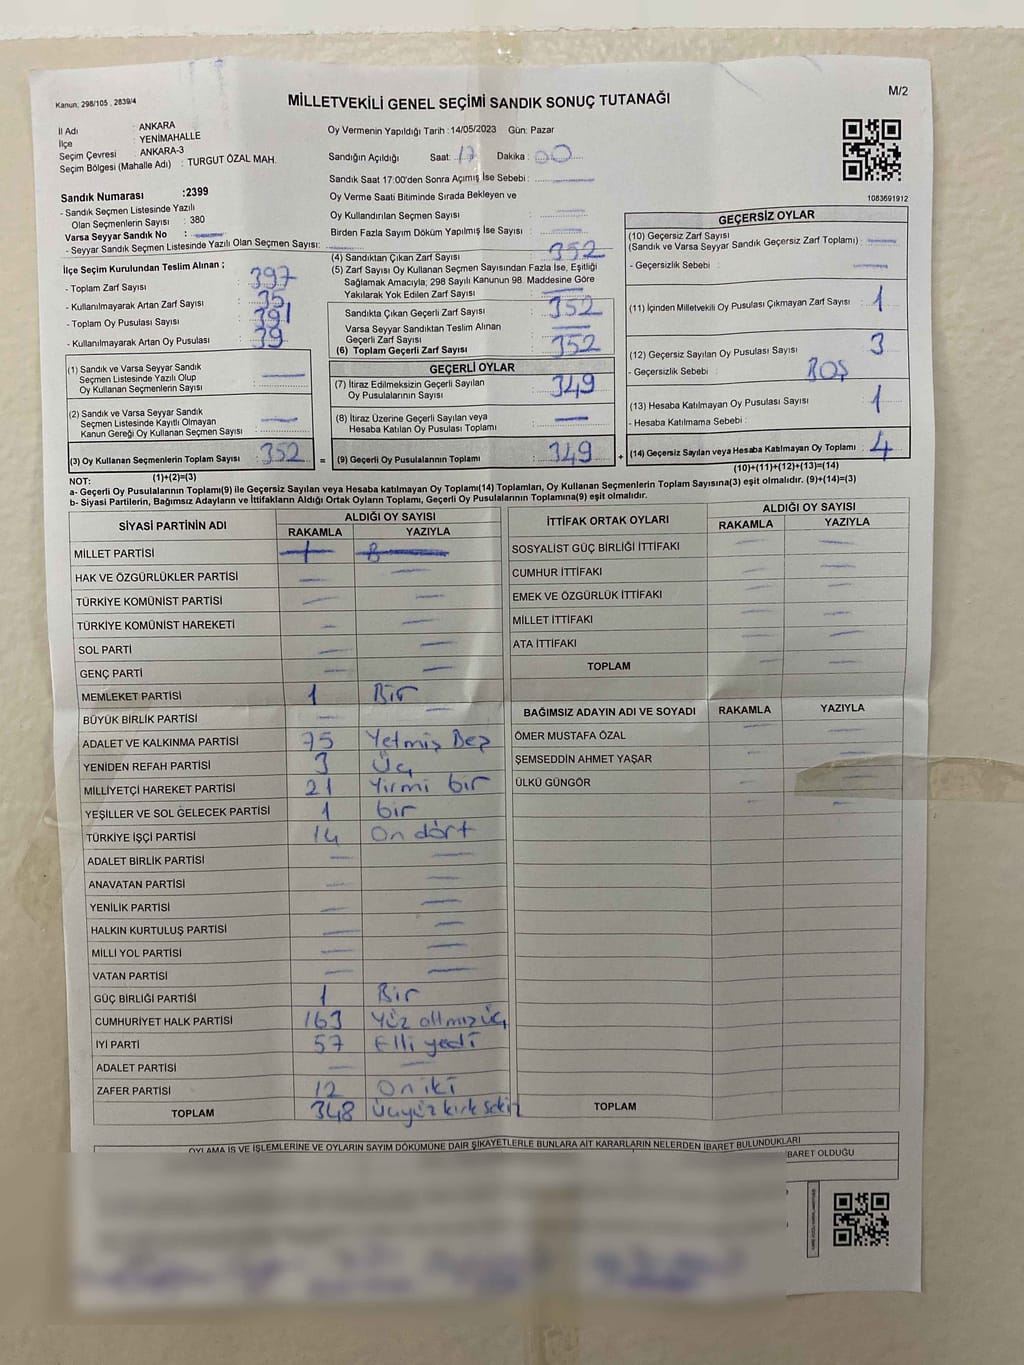 Kanun, 298/105 , 2839/4
MİLLETVEKİLİ GENEL SEÇİMİ SANDIK SONUÇ TUTANAĞI
M/2
İl Adı : ANKARA
İlçe : YENİMAHALLE
Seçim Çevresi : ANKARA-3
Seçim Bölgesi (Mahalle Adı) : TURGUT ÖZAL MAH.
Sandık Numarası :2399
- Sandık Seçmen Listesinde Yazılı
Olan Seçmenlerin Sayısı : 380
Varsa Seyyar Sandık No :
- Seyyar Sandık Seçmen Listesinde Yazılı Olan Seçmen Sayısı:
İlçe Seçim Kurulundan Teslim Alınan ;
- Toplam Zarf Sayısı : 397
- Kullanılmayarak Artan Zarf Sayısı : 35
- Toplam Oy Pusulası Sayısı : 391
- Kullanılmayarak Artan Oy Pusulası : 39
(1) Sandık ve Varsa Seyyar Sandık
Seçmen Listesinde Yazılı Olup
Oy Kullanan Seçmenlerin Sayısı :
(2) Sandık ve Varsa Seyyar Sandık
Seçmen Listesinde Kayıtlı Olmayan
Kanun Gereği Oy Kullanan Seçmen Sayısı :
(3) Oy Kullanan Seçmenlerin Toplam Sayısı : 352 =
Oy Vermenin Yapıldığı Tarih :14/05/2023 Gün: Pazar
Sandığın Açıldığı Saat: 17 Dakika : 00
Sandık Saat 17:00'den Sonra Açımış İse Sebebi :
Oy Verme Saati Bitiminde Sırada Bekleyen ve
Oy Kullandırılan Seçmen Sayısı :
Birden Fazla Sayım Döküm Yapılmış İse Sayısı :
(4) Sandıktan Çıkan Zarf Sayısı : 352
(5) Zarf Sayısı Oy Kullanan Seçmen Sayısından Fazla İse, Eşitliği
Sağlamak Amacıyla, 298 Sayılı Kanunun 98. Maddesine Göre
Yakılarak Yok Edilen Zarf Sayısı :
Sandıkta Çıkan Geçerli Zarf Sayısı : 352
Varsa Seyyar Sandıktan Teslim Alınan
Geçerli Zarf Sayısı :
(6) Toplam Geçerli Zarf Sayısı : 352
GEÇERLİ OYLAR
(7) İtiraz Edilmeksizin Geçerli Sayılan
Oy Pusulalarının Sayısı : 349
(8) İtiraz Üzerine Geçerli Sayılan veya
Hesaba Katılan Oy Pusulası Toplamı :
(9) Geçerli Oy Pusulalarının Toplamı : 349 +
1083691912
GEÇERSİZ OYLAR
(10) Geçersiz Zarf Sayısı
(Sandık ve Varsa Seyyar Sandık Geçersiz Zarf Toplamı) :
- Geçersizlik Sebebi :
(11) İçinden Milletvekili Oy Pusulası Çıkmayan Zarf Sayısı : 1
(12) Geçersiz Sayılan Oy Pusulası Sayısı : 3
- Geçersizlik Sebebi : BOŞ
(13) Hesaba Katılmayan Oy Pusulası Sayısı : 1
- Hesaba Katılmama Sebebi :
(14) Geçersiz Sayılan veya Hesaba Katılmayan Oy Toplamı : 4
(1)+(2)=(3)
(10)+(11)+(12)+(13)=(14)
NOT:
a- Geçerli Oy Pusulalarının Toplamı(9) ile Geçersiz Sayılan veya Hesaba katılmayan Oy Toplamı(14) Toplamları, Oy Kullanan Seçmenlerin Toplam Sayısına(3) eşit olmalıdır. (9)+(14)=(3)
b- Siyasi Partilerin, Bağımsız Adayların ve İttifakların Aldığı Ortak Oyların Toplamı, Geçerli Oy Pusulalarının Toplamına(9) eşit olmalıdır.
SİYASİ PARTİNİN ADI
ALDIĞI OY SAYISI
RAKAMLA YAZIYLA
MİLLET PARTİSİ
HAK VE ÖZGÜRLÜKLER PARTİSİ
TÜRKİYE KOMÜNİST PARTİSİ
TÜRKİYE KOMÜNİST HAREKETİ
SOL PARTİ
GENÇ PARTİ
MEMLEKET PARTİSİ 1 Bir
BÜYÜK BİRLİK PARTİSİ
ADALET VE KALKINMA PARTİSİ 75 Yetmiş Beş
YENİDEN REFAH PARTİSİ 3 Üç
MİLLİYETÇİ HAREKET PARTİSİ 21 Yirmi bir
YEŞİLLER VE SOL GELECEK PARTİSİ 1 bir
TÜRKİYE İŞÇİ PARTİSİ 14 On dört
ADALET BİRLİK PARTİSİ
ANAVATAN PARTİSİ
YENİLİK PARTİSİ
HALKIN KURTULUŞ PARTİSİ
MİLLİ YOL PARTİSİ
VATAN PARTİSİ
GÜÇ BİRLİĞİ PARTİSİ 1 Bir
CUMHURİYET HALK PARTİSİ 163 Yüz altmış üç
İYİ PARTİ 57 Elli yedi
ADALET PARTİSİ
ZAFER PARTİSİ 12 On iki
TOPLAM 348 Üçyüz kırk sekiz
İTTİFAK ORTAK OYLARI
ALDIĞI OY SAYISI
RAKAMLA YAZIYLA
SOSYALİST GÜÇ BİRLİĞİ İTTİFAKI
CUMHUR İTTİFAKI
EMEK VE ÖZGÜRLÜK İTTİFAKI
MİLLET İTTİFAKI
ATA İTTİFAKI
TOPLAM
BAĞIMSIZ ADAYIN ADI VE SOYADI RAKAMLA YAZIYLA
ÖMER MUSTAFA ÖZAL
ŞEMSEDDİN AHMET YAŞAR
ÜLKÜ GÜNGÖR
TOPLAM
OYLAMA İŞ VE İŞLEMLERİNE VE OYLARIN SAYIM DÖKÜMÜNE DAİR ŞİKAYETLERLE BUNLARA AİT KARARLARIN NELERDEN İBARET BULUNDUKLARI
İBARET OLDUĞU